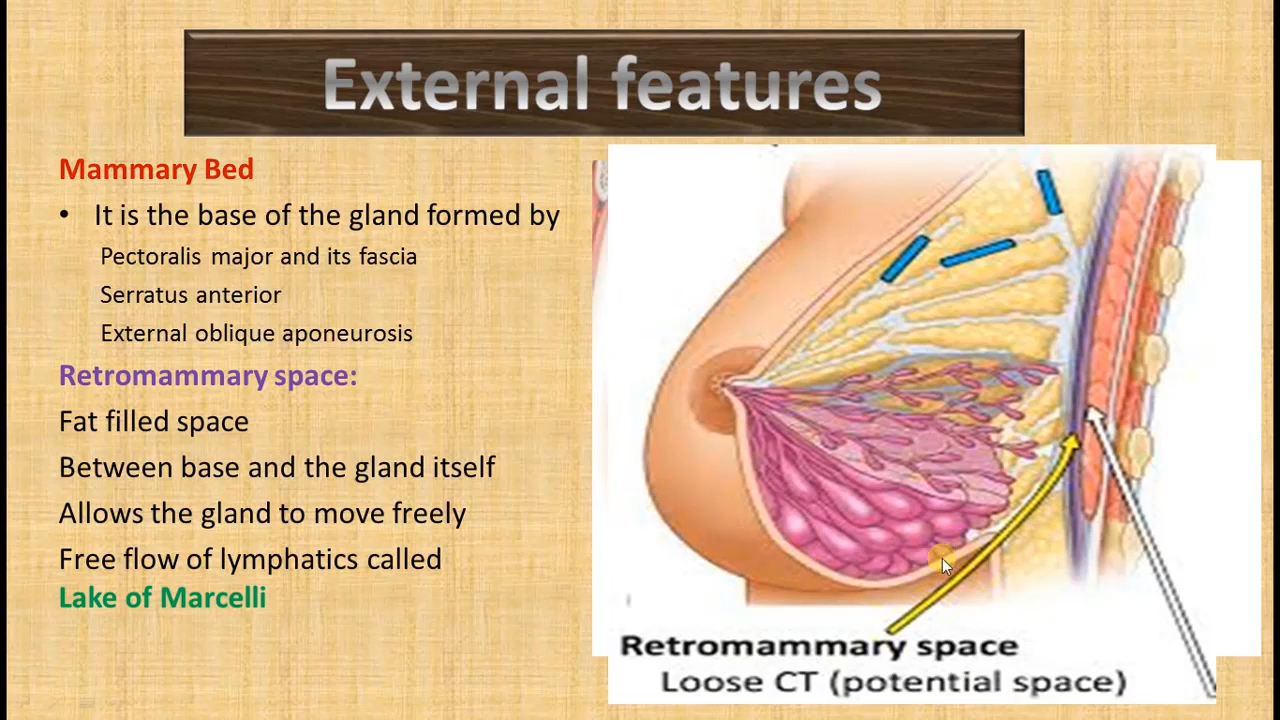 External features
Mammary Bed
• It is the base of the gland formed by
Pectoralis major and its fascia
Serratus anterior
External oblique aponeurosis
Retromammary space:
Fat filled space
Between base and the gland itself
Allows the gland to move freely
Free flow of lymphatics called
Lake of Marcelli
Retromammary space
Loose CT (potential space)